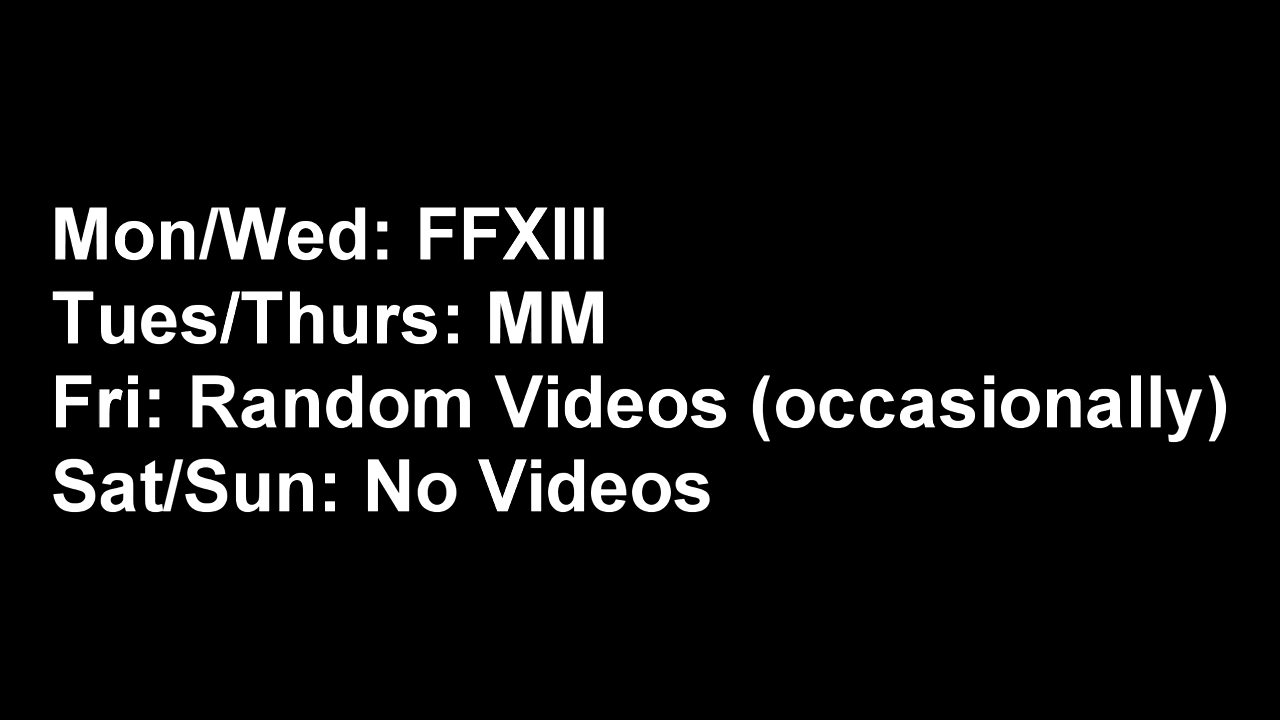 Mon/Wed: FFXIII
Tues/Thurs: MM
Fri: Random Videos (occasionally)
Sat/Sun: No Videos